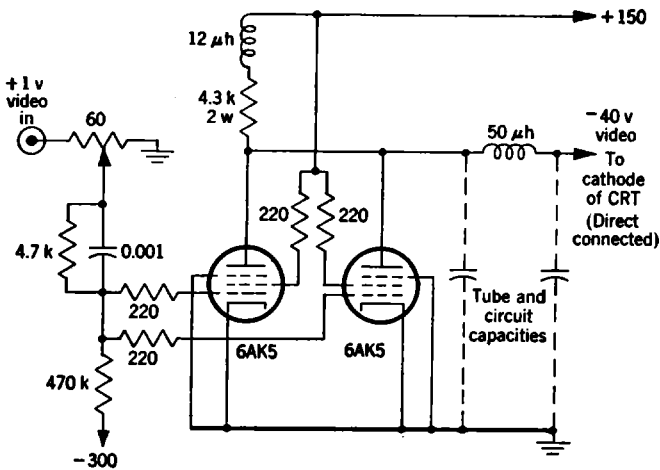 12 μh
+150
+1 v
video
in
60
4.3 k
2 w
50 μh
−40 v
video
To
cathode
of CRT
(Direct
connected)
220
220
4.7 k
0.001
220
220
6AK5
6AK5
Tube and
circuit
capacities
470 k
−300